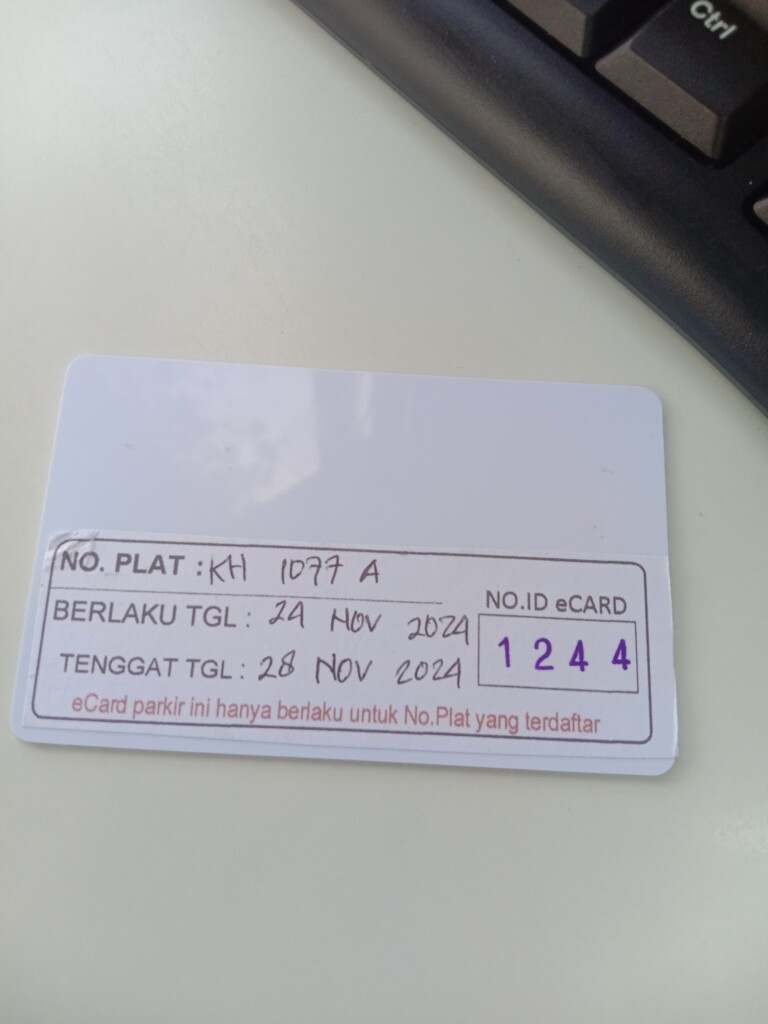 Ctrl
NO. PLAT : KH 1077 A
BERLAKU TGL : 24 NOV 2024
TENGGAT TGL : 28 NOV 2024
NO.ID eCARD
1244
eCard parkir ini hanya berlaku untuk No.Plat yang terdaftar